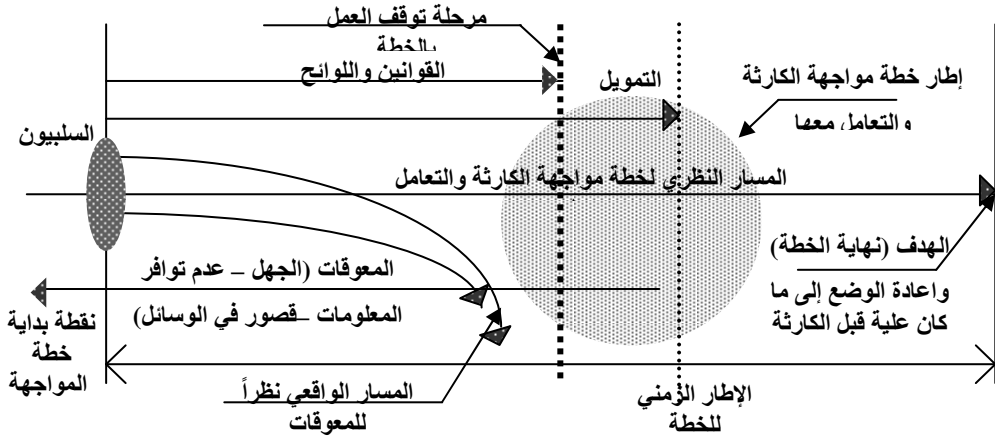 مرحلة توقف العمل
بالخطة
القوانين واللوائح
التمويل
إطار خطة مواجهة الكارثة
والتعامل معها
السلبيون
المسار النظري لخطة مواجهة الكارثة والتعامل
الهدف (نهاية الخطة)
واعادة الوضع إلى ما
كان علية قبل الكارثة
المعوقات (الجهل – عدم توافر
المعلومات –قصور في الوسائل)
نقطة بداية
خطة
المواجهة
المسار الواقعي نظراً
للمعوقات
الإطار الزمني
للخطة